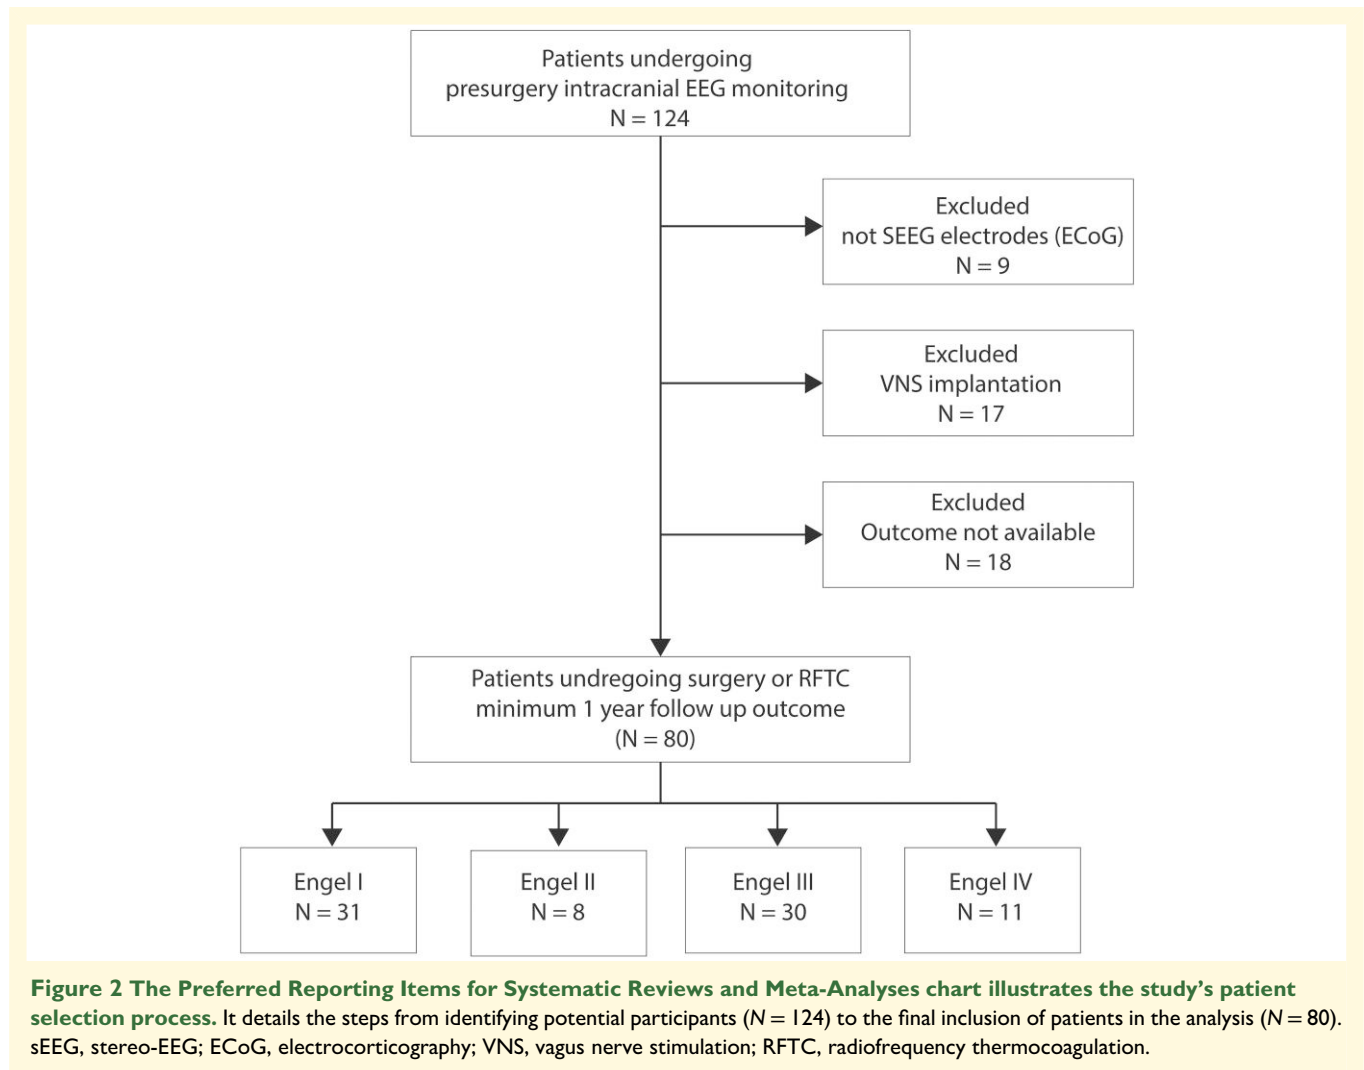 Patients undergoing
presurgery intracranial EEG monitoring
N = 124
Excluded
not SEEG electrodes (ECoG)
N = 9
Excluded
VNS implantation
N = 17
Excluded
Outcome not available
N = 18
Patients undregoing surgery or RFTC
minimum 1 year follow up outcome
(N = 80)
Engel I
N = 31
Engel II
N = 8
Engel III
N = 30
Engel IV
N = 11
Figure 2 The Preferred Reporting Items for Systematic Reviews and Meta-Analyses chart illustrates the study’s patient
selection process. It details the steps from identifying potential participants (N = 124) to the final inclusion of patients in the analysis (N = 80).
sEEG, stereo-EEG; ECoG, electrocorticography; VNS, vagus nerve stimulation; RFTC, radiofrequency thermocoagulation.